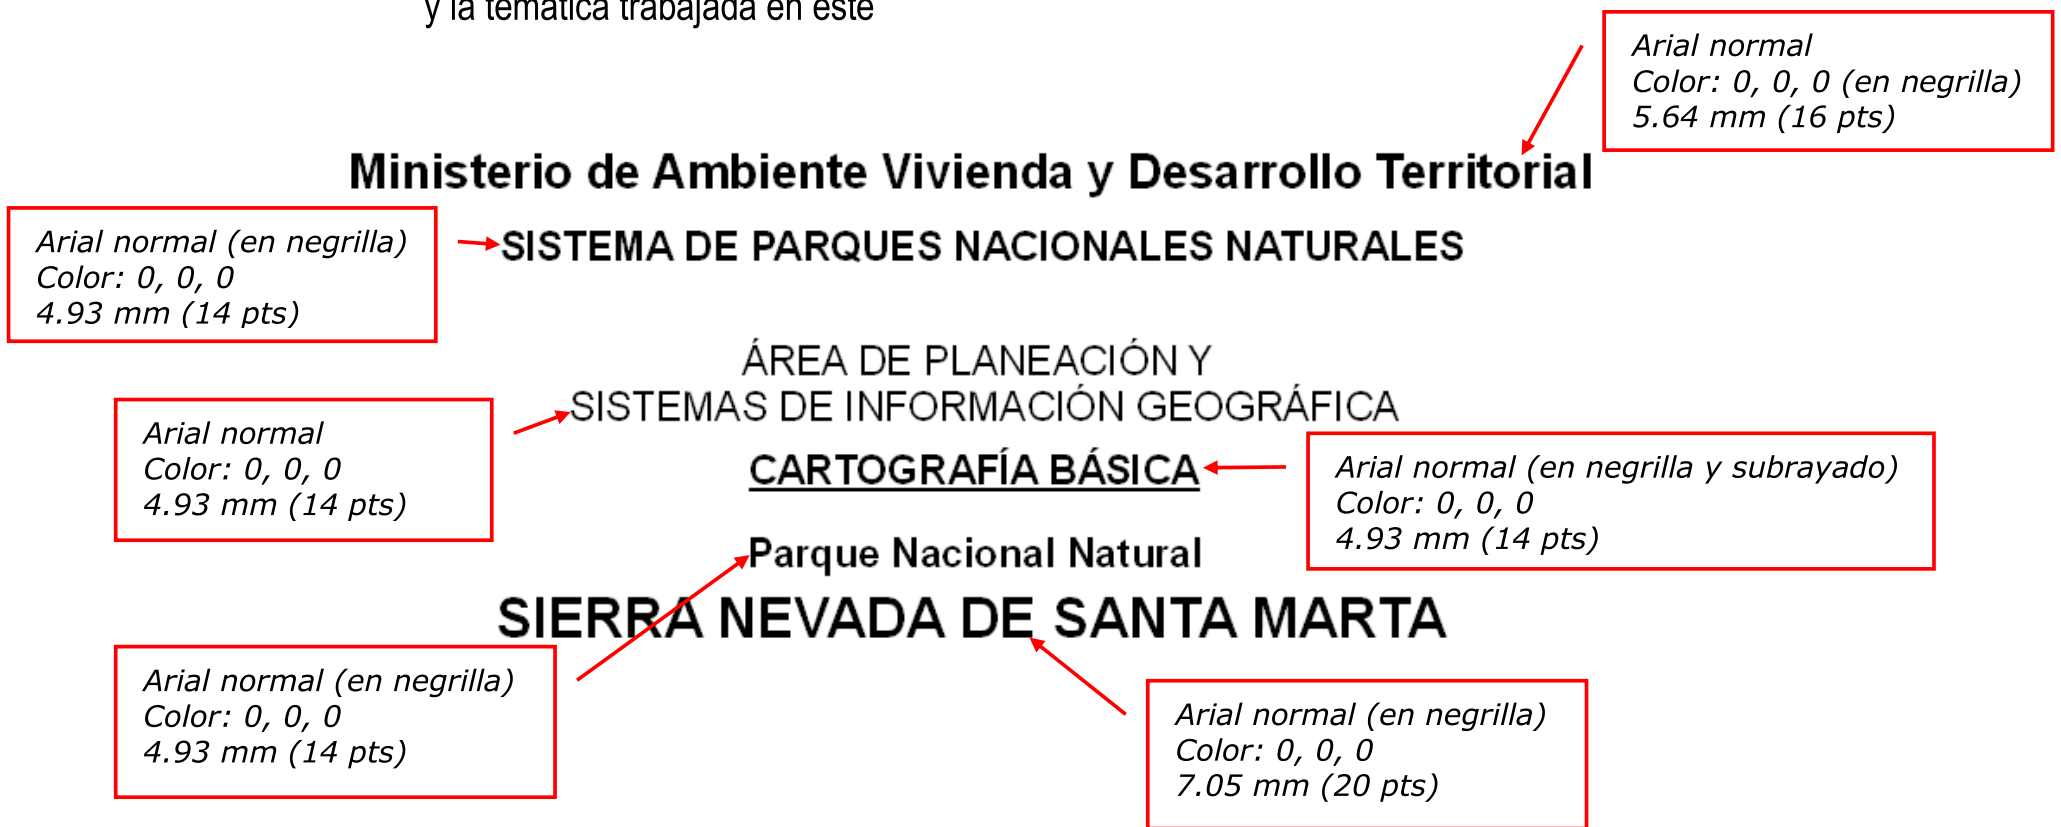 y la temática trabajada en este
Arial normal
Color: 0, 0, 0 (en negrilla)
5.64 mm (16 pts)
Ministerio de Ambiente Vivienda y Desarrollo Territorial
Arial normal (en negrilla)
Color: 0, 0, 0
4.93 mm (14 pts)
SISTEMA DE PARQUES NACIONALES NATURALES
ÁREA DE PLANEACIÓN Y
SISTEMAS DE INFORMACIÓN GEOGRÁFICA
Arial normal
Color: 0, 0, 0
4.93 mm (14 pts)
CARTOGRAFÍA BÁSICA
Arial normal (en negrilla y subrayado)
Color: 0, 0, 0
4.93 mm (14 pts)
Parque Nacional Natural
SIERRA NEVADA DE SANTA MARTA
Arial normal (en negrilla)
Color: 0, 0, 0
4.93 mm (14 pts)
Arial normal (en negrilla)
Color: 0, 0, 0
7.05 mm (20 pts)